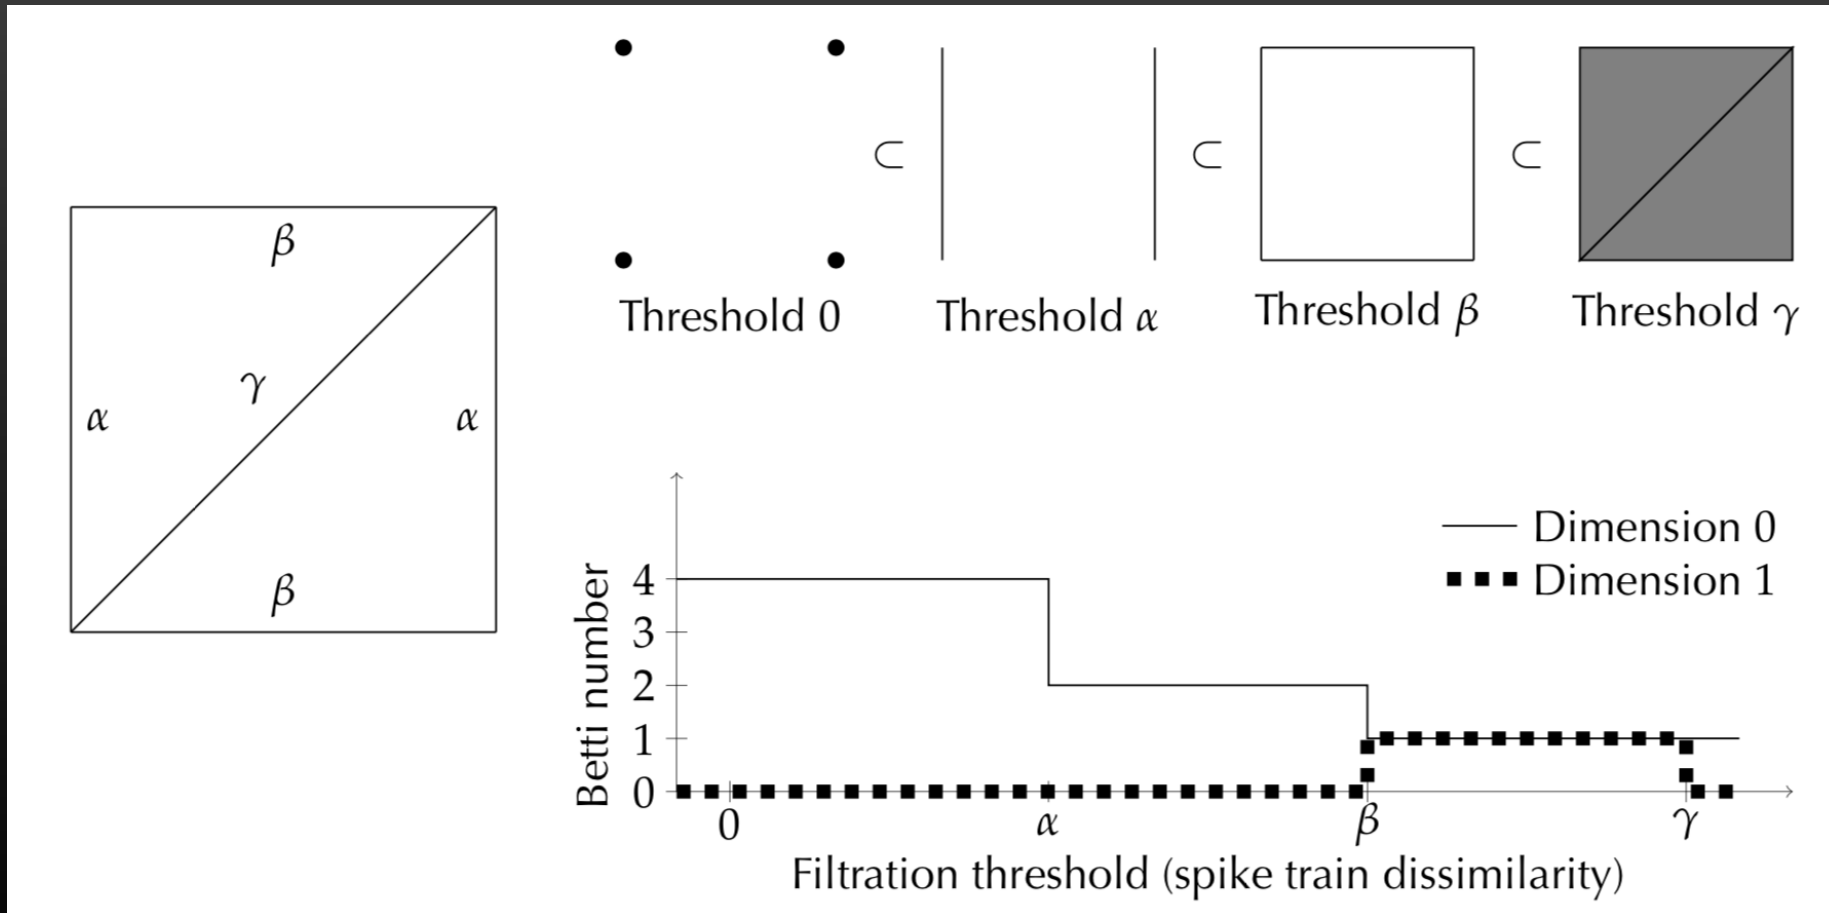 β
γ
α
α
β
⊂
⊂
⊂
Threshold 0
Threshold α
Threshold β
Threshold γ
Betti number
4
3
2
1
0
Dimension 0
Dimension 1
0
α
β
γ
Filtration threshold (spike train dissimilarity)